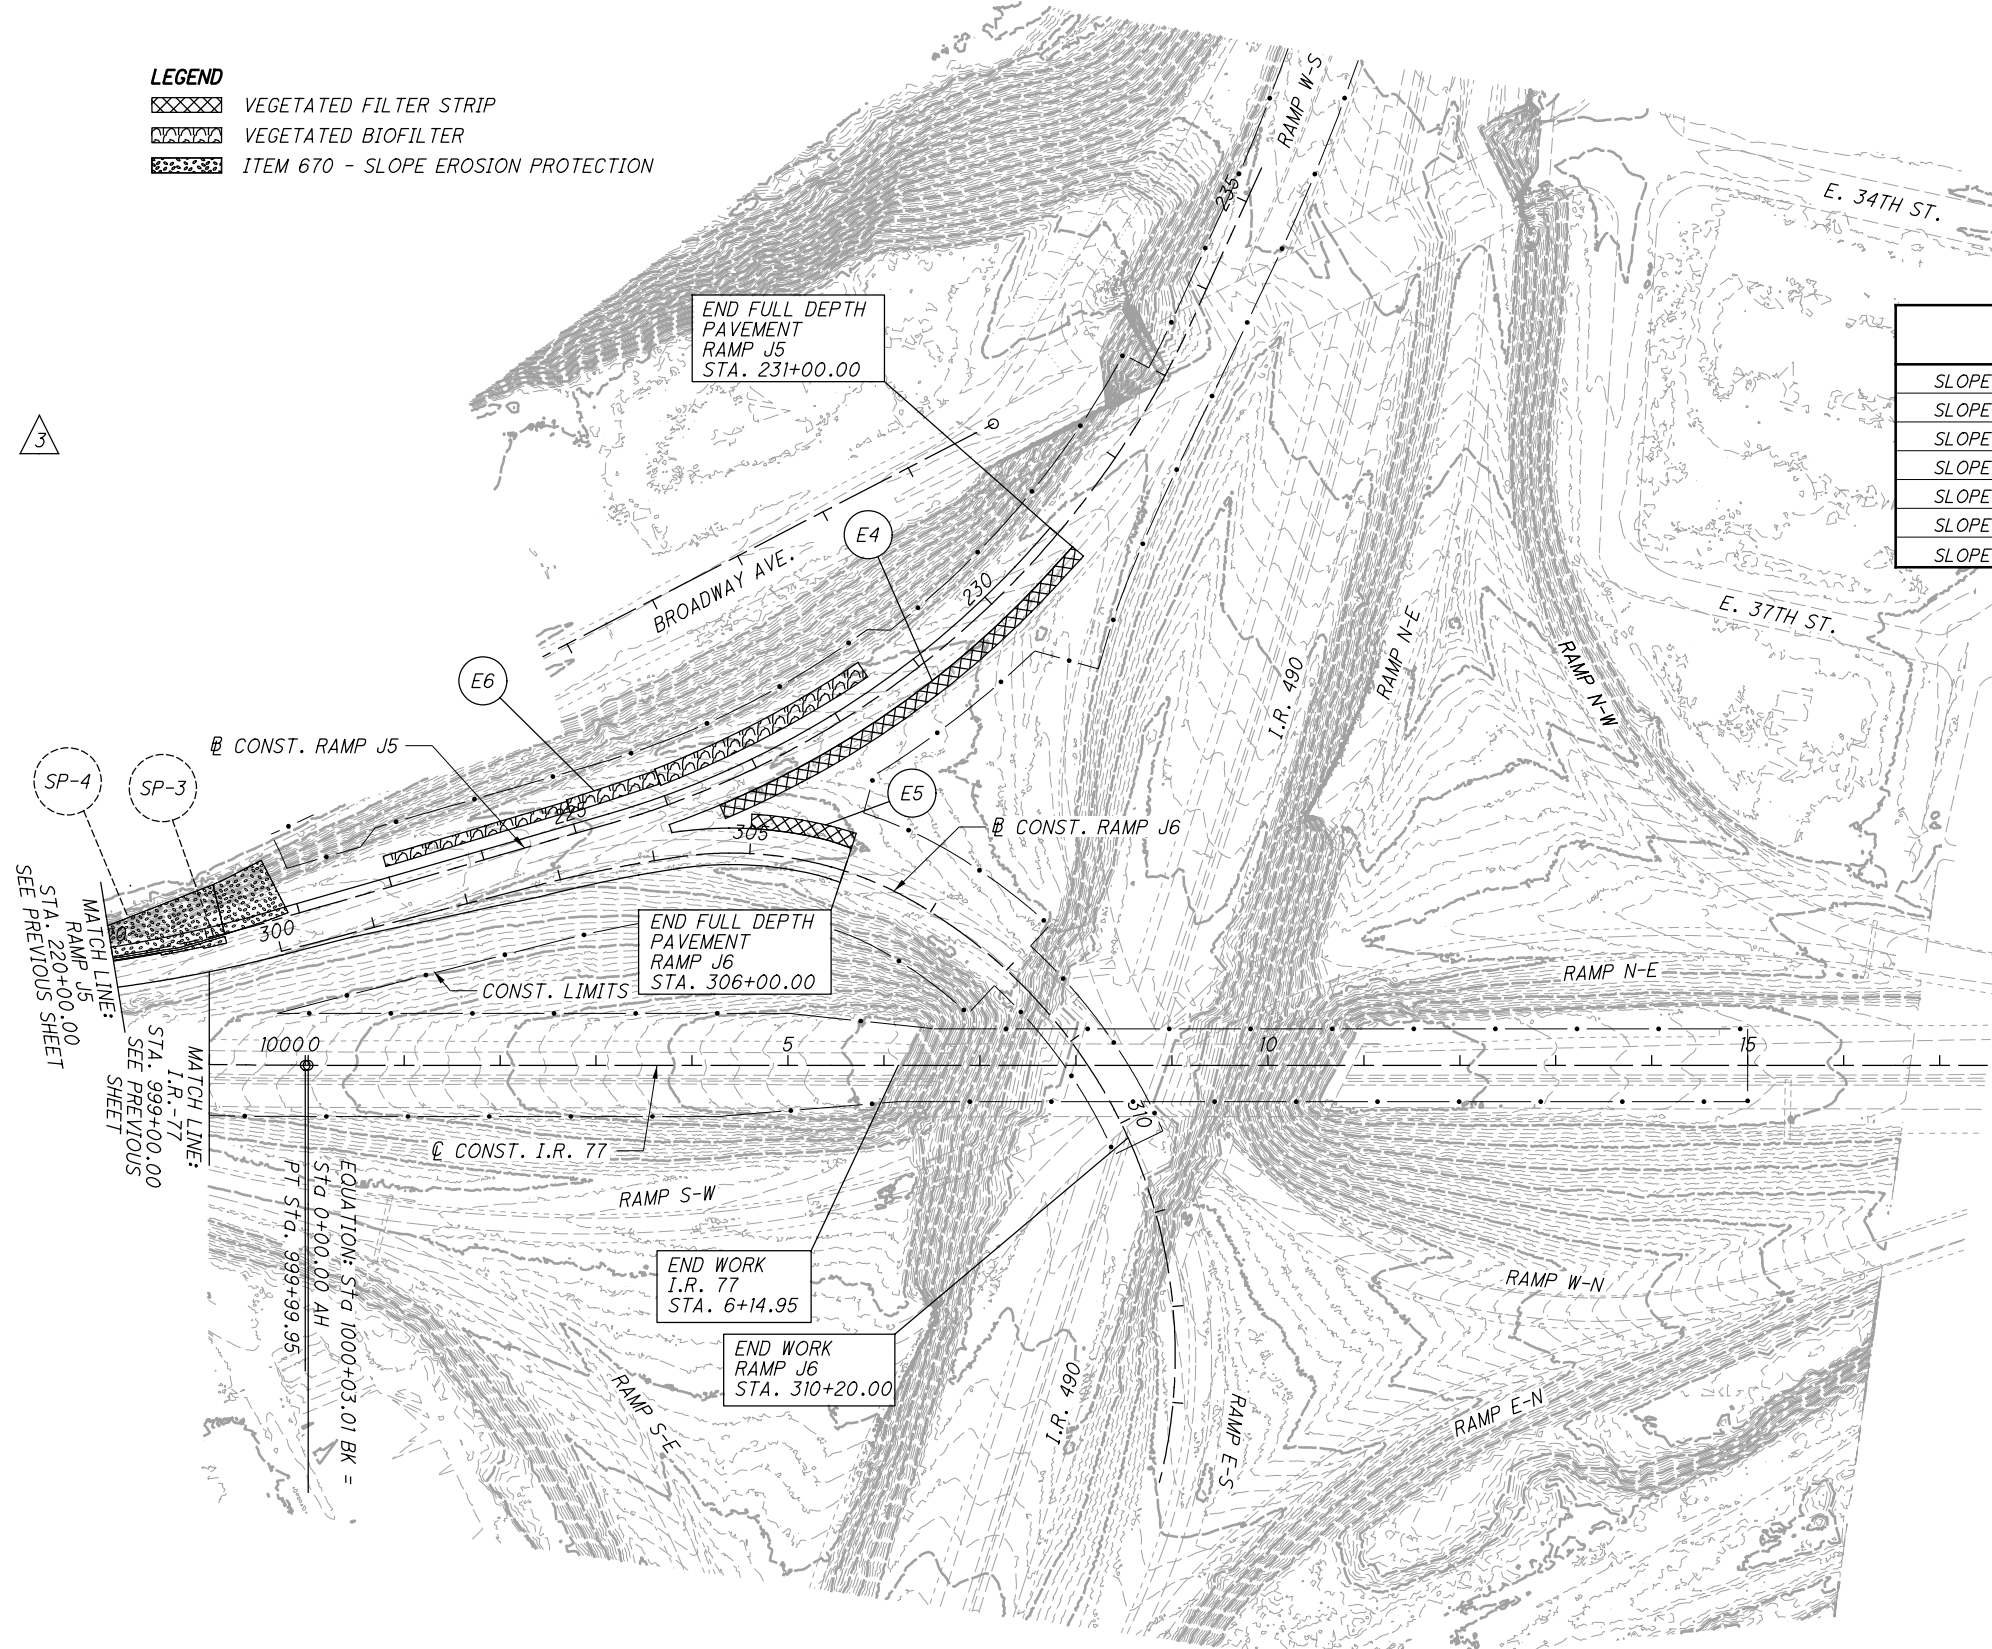 LEGEND
VEGETATED FILTER STRIP
VEGETATED BIOFILTER
ITEM 670 - SLOPE EROSION PROTECTION
RAMP W-S
235
E. 34TH ST.
END FULL DEPTH
PAVEMENT
RAMP J5
STA. 231+00.00
SLOPE
SLOPE
SLOPE
SLOPE
SLOPE
SLOPE
SLOPE
3
E4
BROADWAY AVE.
230
E. 37TH ST.
RAMP N-E
RAMP N-W
I.R. 490
E6
℄ CONST. RAMP J5
SP-4
SP-3
225
E5
305
℄ CONST. RAMP J6
300
MATCH LINE:
RAMP J5
STA. 220+00.00
SEE PREVIOUS SHEET
END FULL DEPTH
PAVEMENT
RAMP J6
STA. 306+00.00
CONST. LIMITS
RAMP N-E
1000
0
5
10
15
MATCH LINE:
I.R.-77
STA. 999+00.00
SEE PREVIOUS
SHEET
310
℄ CONST. I.R. 77
RAMP S-W
EQUATION: Sta 1000+03.01 BK =
Sta 0+00.00 AH
PT Sta. 999+99.95
END WORK
I.R. 77
STA. 6+14.95
RAMP W-N
END WORK
RAMP J6
STA. 310+20.00
RAMP S-E
I.R. 490
RAMP E-S
RAMP E-N